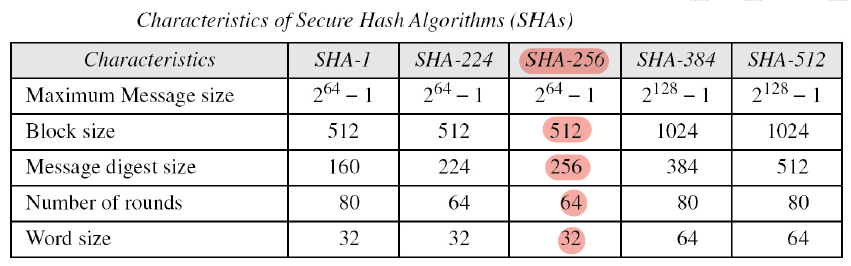 Characteristics of Secure Hash Algorithms (SHAs)
Characteristics SHA-1 SHA-224 SHA-256 SHA-384 SHA-512
Maximum Message size 2^64 − 1 2^64 − 1 2^64 − 1 2^128 − 1 2^128 − 1
Block size 512 512 512 1024 1024
Message digest size 160 224 256 384 512
Number of rounds 80 64 64 80 80
Word size 32 32 32 64 64